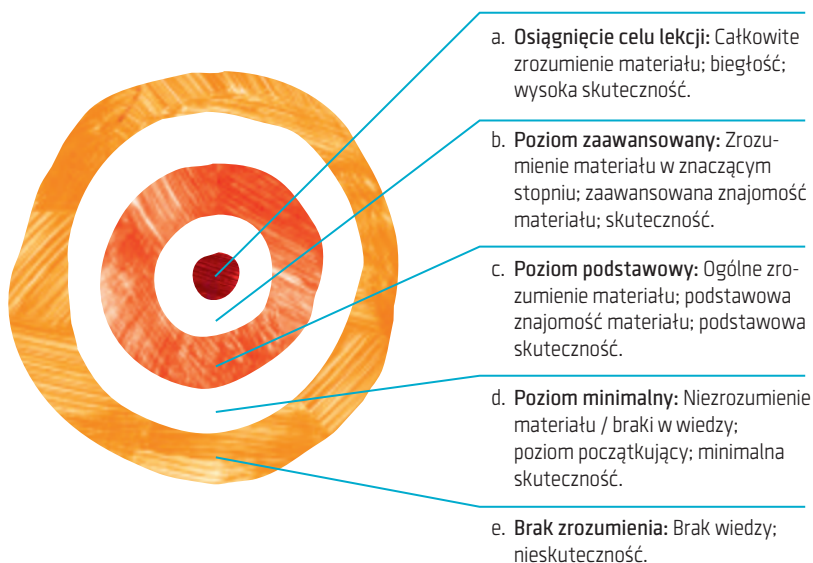 a. Osiągnięcie celu lekcji: Całkowite
zrozumienie materiału; biegłość;
wysoka skuteczność.
b. Poziom zaawansowany: Zrozu-
mienie materiału w znaczącym
stopniu; zaawansowana znajomość
materiału; skuteczność.
c. Poziom podstawowy: Ogólne zro-
zumienie materiału; podstawowa
znajomość materiału; podstawowa
skuteczność.
d. Poziom minimalny: Niezrozumienie
materiału / braki w wiedzy;
poziom początkujący; minimalna
skuteczność.
e. Brak zrozumienia: Brak wiedzy;
nieskuteczność.